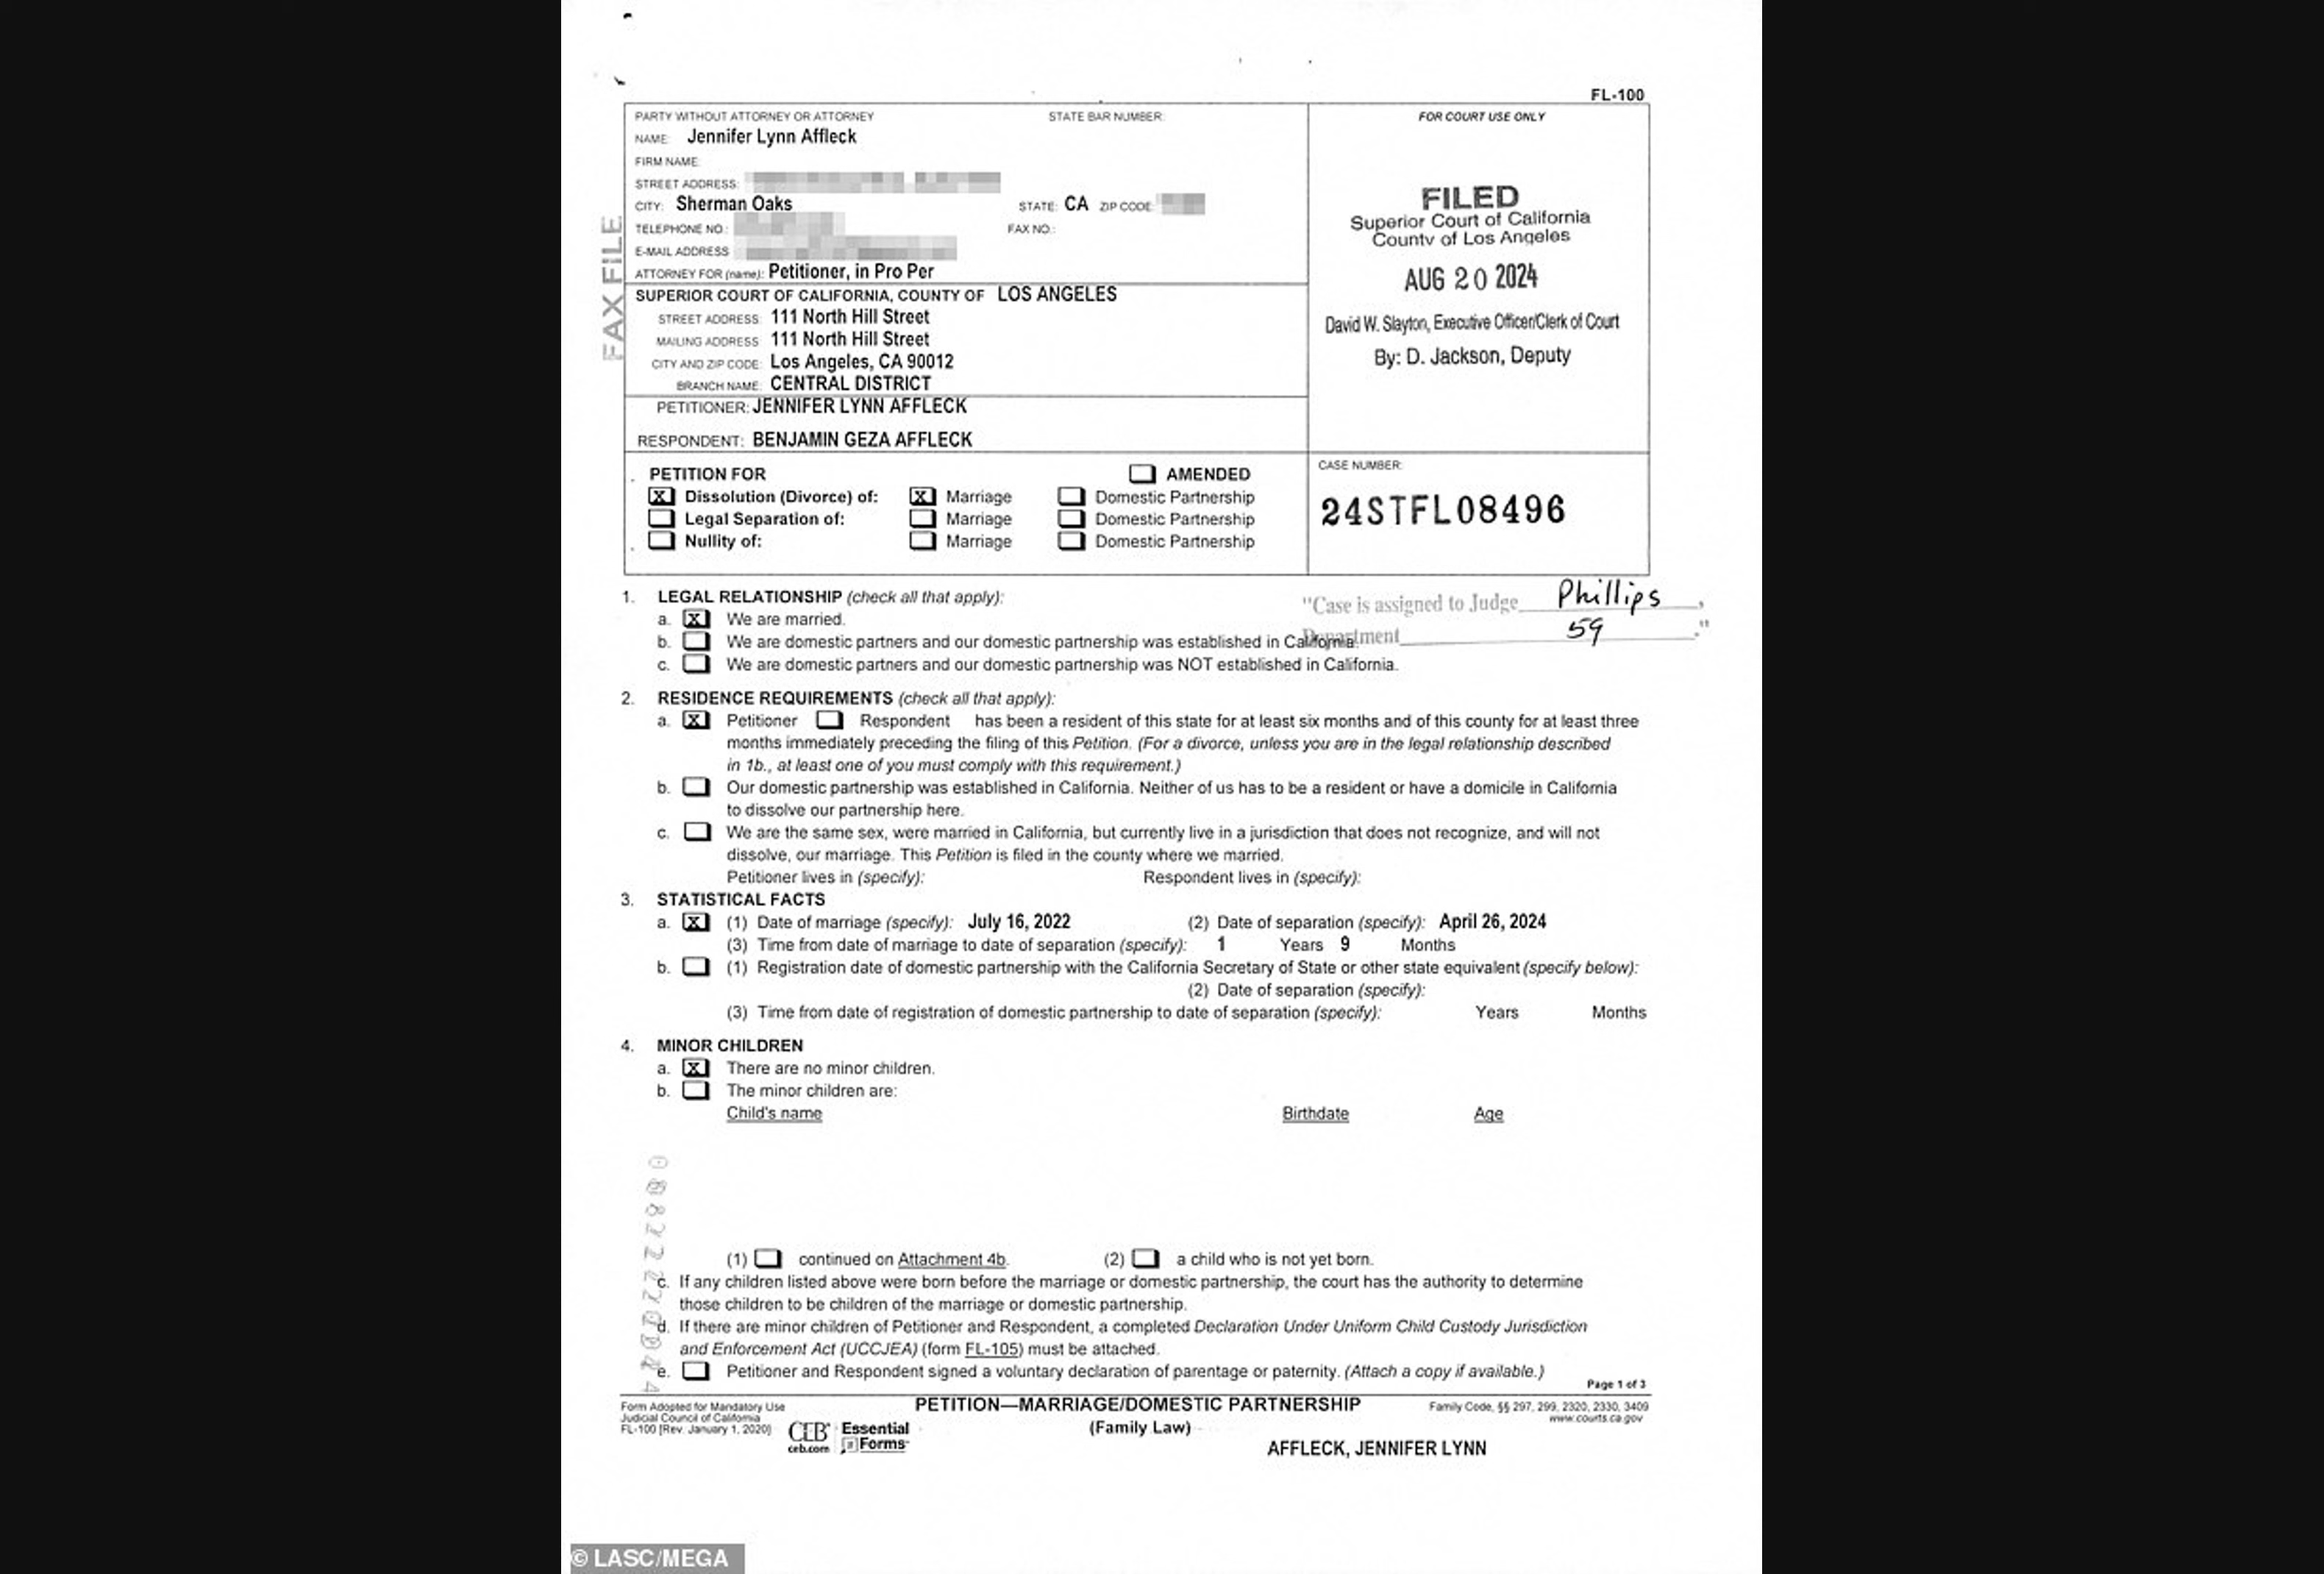 FL-100
PARTY WITHOUT ATTORNEY OR ATTORNEY STATE BAR NUMBER:
NAME: Jennifer Lynn Affleck
FIRM NAME:
STREET ADDRESS:
CITY: Sherman Oaks STATE: CA ZIP CODE:
TELEPHONE NO.: FAX NO.:
E-MAIL ADDRESS
ATTORNEY FOR (name): Petitioner, in Pro Per
FAX FILE
FOR COURT USE ONLY
FILED
Superior Court of California
County of Los Angeles
AUG 20 2024
David W. Slayton, Executive Officer/Clerk of Court
By: D. Jackson, Deputy
SUPERIOR COURT OF CALIFORNIA, COUNTY OF LOS ANGELES
STREET ADDRESS: 111 North Hill Street
MAILING ADDRESS 111 North Hill Street
CITY AND ZIP CODE: Los Angeles, CA 90012
BRANCH NAME: CENTRAL DISTRICT
PETITIONER: JENNIFER LYNN AFFLECK
RESPONDENT: BENJAMIN GEZA AFFLECK
PETITION FOR AMENDED
X Dissolution (Divorce) of: X Marriage Domestic Partnership
Legal Separation of: Marriage Domestic Partnership
Nullity of: Marriage Domestic Partnership
CASE NUMBER:
24STFL08496
"Case is assigned to Judge Phillips,
Department 59."
1. LEGAL RELATIONSHIP (check all that apply):
a. X We are married.
b. We are domestic partners and our domestic partnership was established in California.
c. We are domestic partners and our domestic partnership was NOT established in California.
2. RESIDENCE REQUIREMENTS (check all that apply):
a. X Petitioner Respondent has been a resident of this state for at least six months and of this county for at least three
months immediately preceding the filing of this Petition. (For a divorce, unless you are in the legal relationship described
in 1b., at least one of you must comply with this requirement.)
b. Our domestic partnership was established in California. Neither of us has to be a resident or have a domicile in California
to dissolve our partnership here.
c. We are the same sex, were married in California, but currently live in a jurisdiction that does not recognize, and will not
dissolve, our marriage. This Petition is filed in the county where we married.
Petitioner lives in (specify): Respondent lives in (specify):
3. STATISTICAL FACTS
a. X (1) Date of marriage (specify): July 16, 2022 (2) Date of separation (specify): April 26, 2024
(3) Time from date of marriage to date of separation (specify): 1 Years 9 Months
b. (1) Registration date of domestic partnership with the California Secretary of State or other state equivalent (specify below):
(2) Date of separation (specify):
(3) Time from date of registration of domestic partnership to date of separation (specify): Years Months
4. MINOR CHILDREN
a. X There are no minor children.
b. The minor children are:
Child's name Birthdate Age
(1) continued on Attachment 4b. (2) a child who is not yet born.
c. If any children listed above were born before the marriage or domestic partnership, the court has the authority to determine
those children to be children of the marriage or domestic partnership.
d. If there are minor children of Petitioner and Respondent, a completed Declaration Under Uniform Child Custody Jurisdiction
and Enforcement Act (UCCJEA) (form FL-105) must be attached.
e. Petitioner and Respondent signed a voluntary declaration of parentage or paternity. (Attach a copy if available.)
Page 1 of 3
Form Adopted for Mandatory Use
Judicial Council of California
FL-100 [Rev. January 1, 2020]
CEB Essential
ceb.com Forms
PETITION—MARRIAGE/DOMESTIC PARTNERSHIP
(Family Law)
Family Code, §§ 297, 299, 2320, 2330, 3409
www.courts.ca.gov
AFFLECK, JENNIFER LYNN
© LASC/MEGA